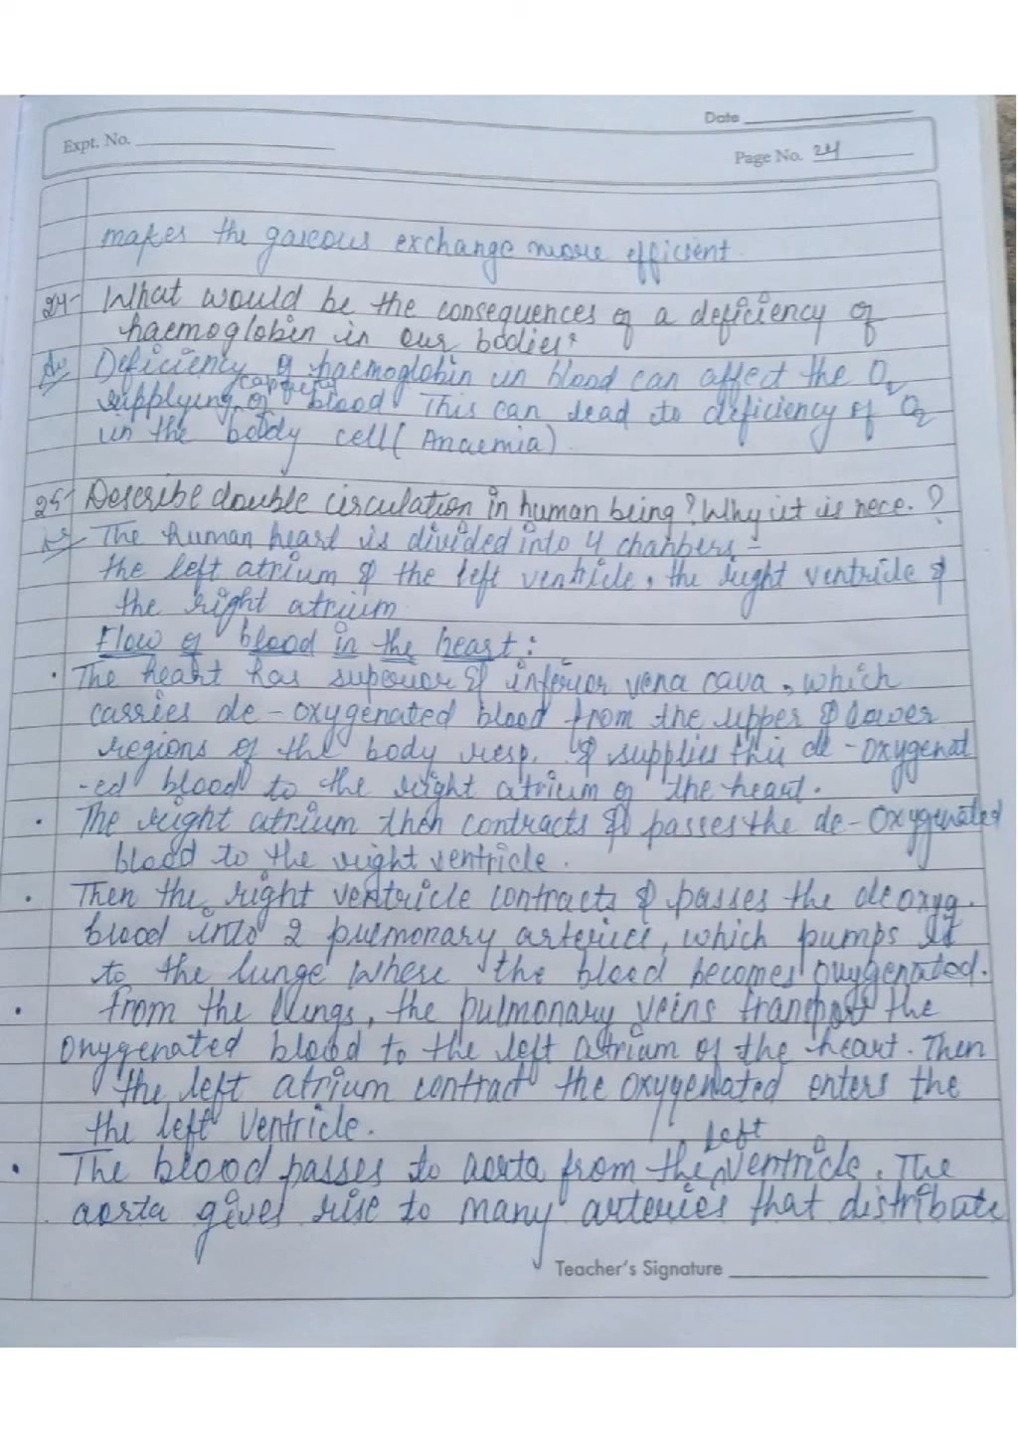 Date
Expt. No.
Page No. 24
makes the gaseous exchange more efficient.
24- What would be the consequences of a deficiency of
haemoglobin in our bodies?
Ans Deficiency of haemoglobin in blood can affect the O2
supplying capacity of blood. This can lead to deficiency of O2
in the body cell (Anaemia)
25- Describe double circulation in human being? Why it is nece. ?
Ans The human heart is divided into 4 chanbers -
the left atrium & the left ventricle, the right ventricle &
the right atrium
Flow of blood in the heart:
• The heart has superior & inferior vena cava, which
carries de-oxygenated blood from the upper & lower
regions of the body resp. & supplies this de-oxygenat
-ed blood to the right atrium of the heart.
• The right atrium then contracts & passes the de-oxygenated
blood to the right ventricle.
• Then the right ventricle contracts & passes the deoxyg.
blood into 2 pulmonary arteries, which pumps it
to the lungs where the blood becomes oxygenated.
• from the lungs, the pulmonary veins transport the
oxygenated blood to the left atrium of the heart. Then
the left atrium contract the oxygenated enters the
the left ventricle.
• The blood passes to aorta from the left ventricle. The
aorta gives rise to many arteries that distribute
Teacher's Signature